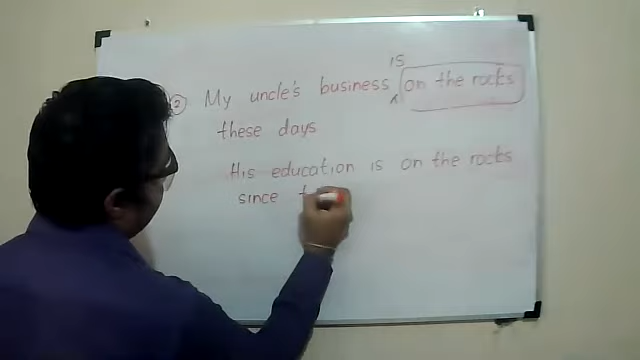 2) My uncle's business is on the rocks
these days
His education is on the rocks
since